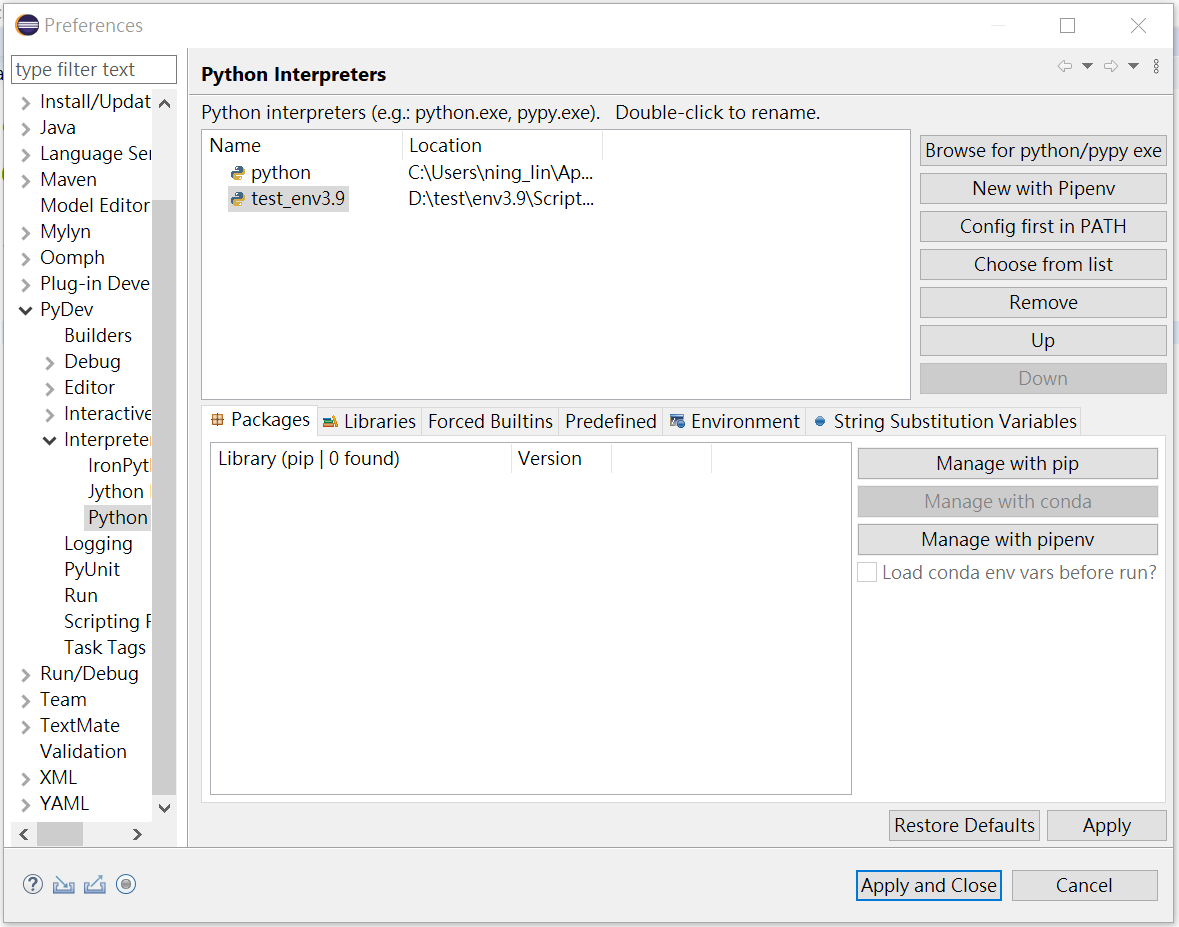 Preferences
type filter text
Install/Updat
Java
Language Ser
Maven
Model Editor
Mylyn
Oomph
Plug-in Deve
PyDev
Builders
Debug
Editor
Interactive
Interprete
IronPyt
Jython
Python
Logging
PyUnit
Run
Scripting P
Task Tags
Run/Debug
Team
TextMate
Validation
XML
YAML
Python Interpreters
Python interpreters (e.g.: python.exe, pypy.exe).   Double-click to rename.
Name Location
python C:\Users\ning_lin\Ap...
test_env3.9 D:\test\env3.9\Script...
Browse for python/pypy exe
New with Pipenv
Config first in PATH
Choose from list
Remove
Up
Down
Packages Libraries Forced Builtins Predefined Environment String Substitution Variables
Library (pip | 0 found) Version
Manage with pip
Manage with conda
Manage with pipenv
Load conda env vars before run?
Restore Defaults Apply
Apply and Close Cancel